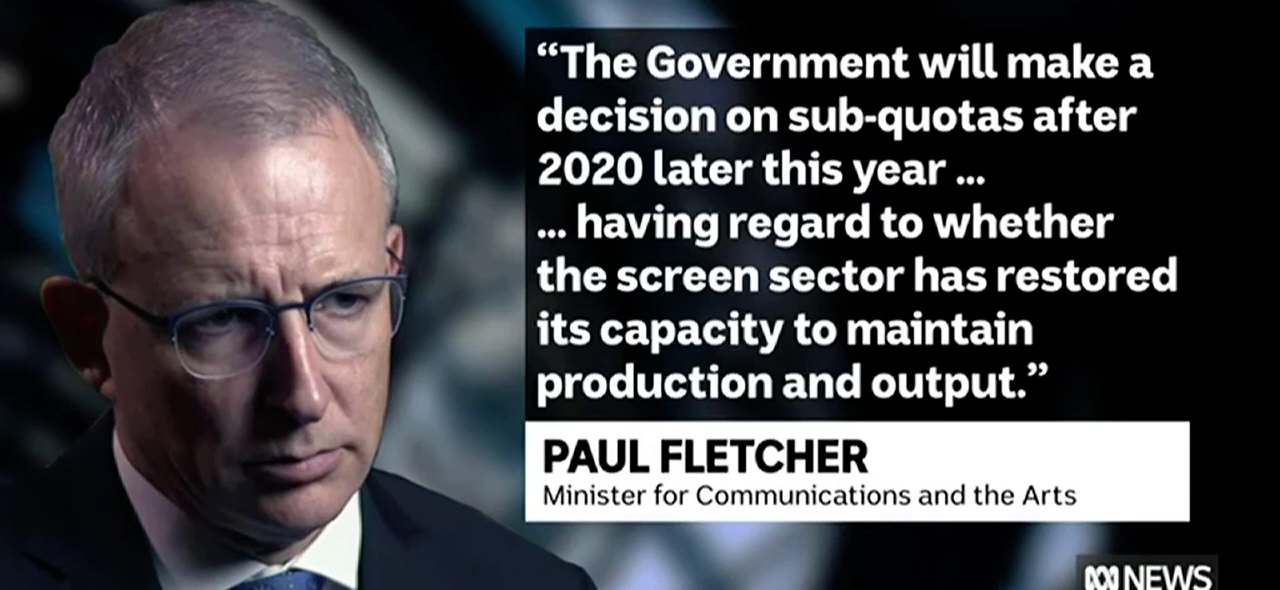 “The Government will make a
decision on sub-quotas after
2020 later this year ...
... having regard to whether
the screen sector has restored
its capacity to maintain
production and output.”
PAUL FLETCHER
Minister for Communications and the Arts
NEWS